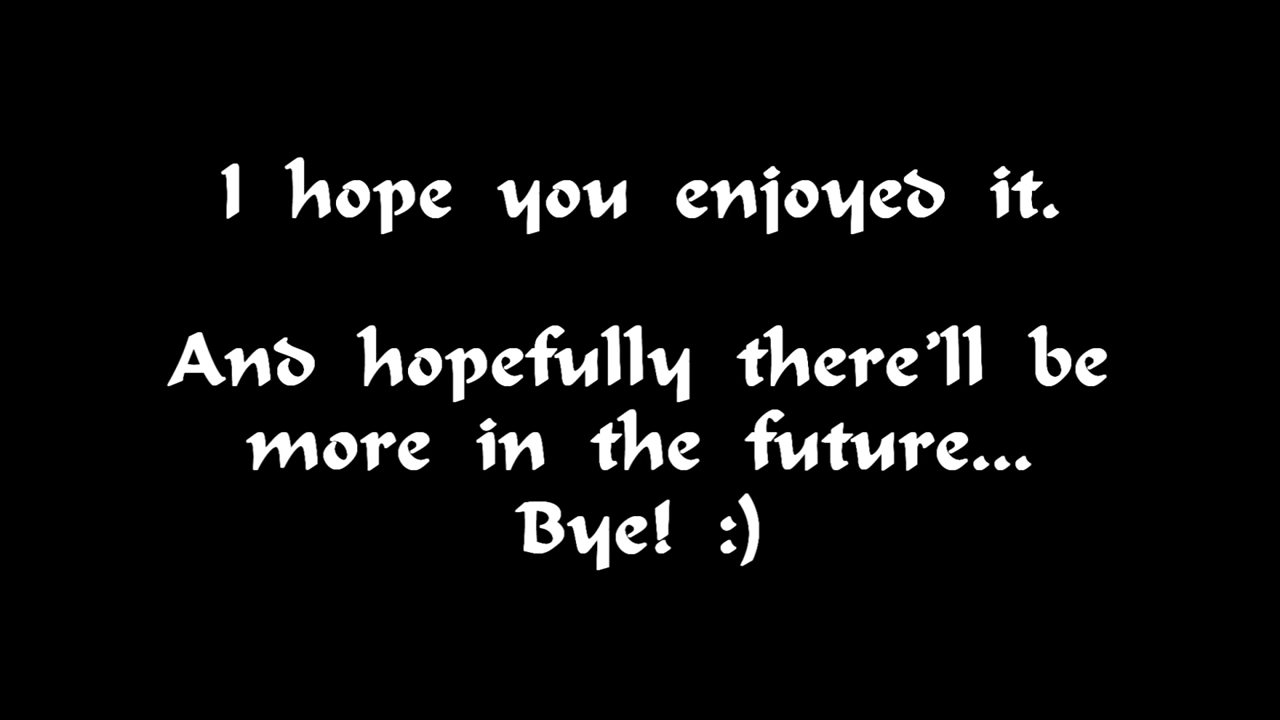 I hope you enjoyed it.
And hopefully there'll be
more in the future...
Bye! :)